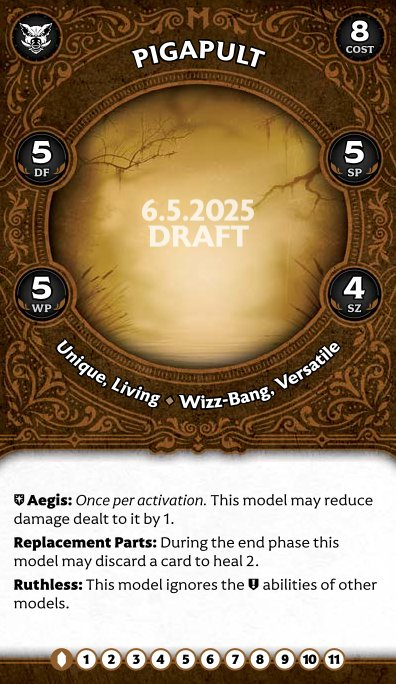 PIGAPULT
8
COST
5
DF
5
SP
6.5.2025
DRAFT
5
WP
4
SZ
Unique, Living ◆ Wizz-Bang, Versatile
Aegis: Once per activation. This model may reduce
damage dealt to it by 1.
Replacement Parts: During the end phase this
model may discard a card to heal 2.
Ruthless: This model ignores the abilities of other
models.
1 2 3 4 5 6 7 8 9 10 11